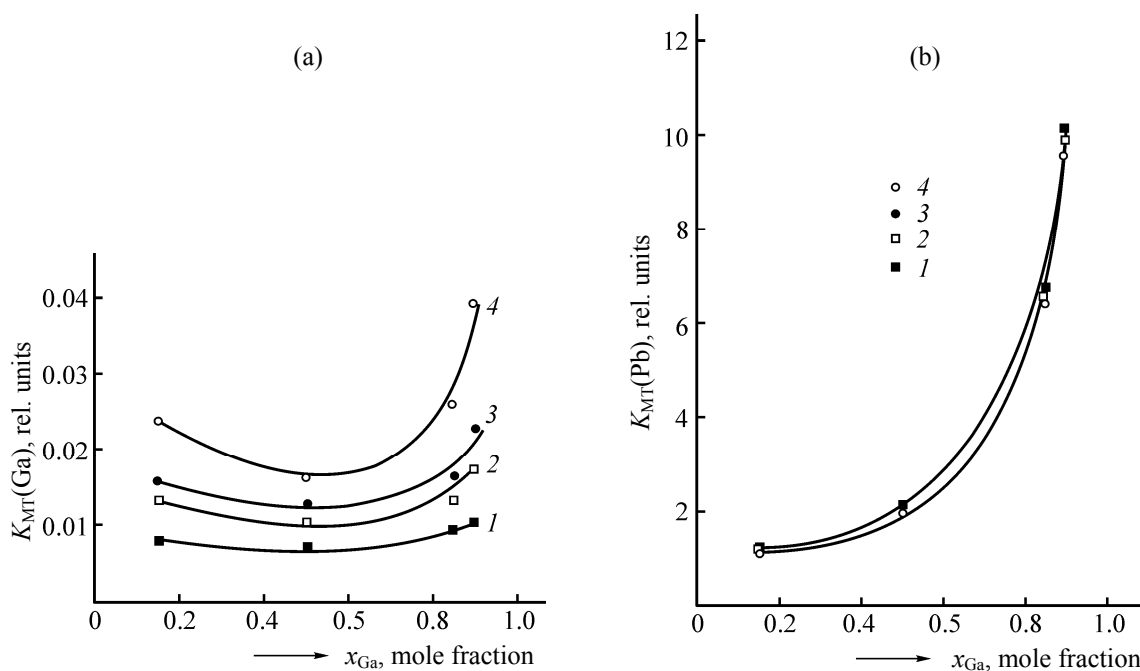 (a)
K_MT(Ga), rel. units
0.04
0.03
0.02
0.01
0 0.2 0.4 0.5 0.8 1.0
x_Ga, mole fraction
4
3
2
1
(b)
K_MT(Pb), rel. units
12
10
8
6
4
2
0 0.2 0.4 0.5 0.8 1.0
x_Ga, mole fraction
4
3
2
1